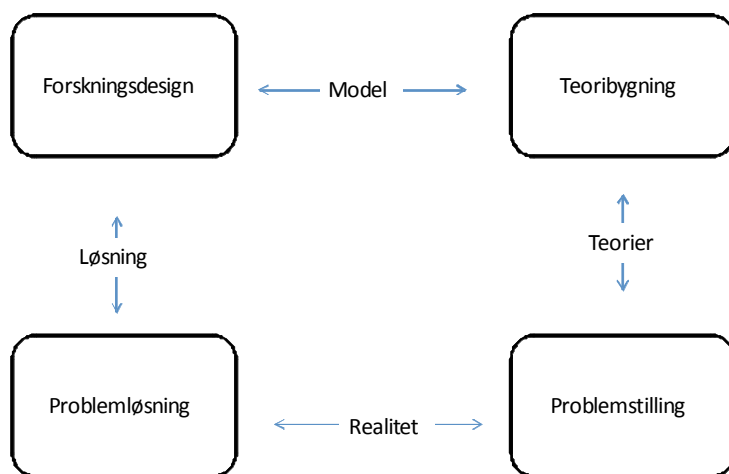 Forskningsdesign
Model
Teoribygning
Løsning
Teorier
Problemløsning
Realitet
Problemstilling